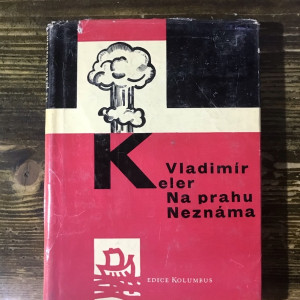 Vladimír
Keler
Na prahu
Neznáma
EDICE KOLUMBUS